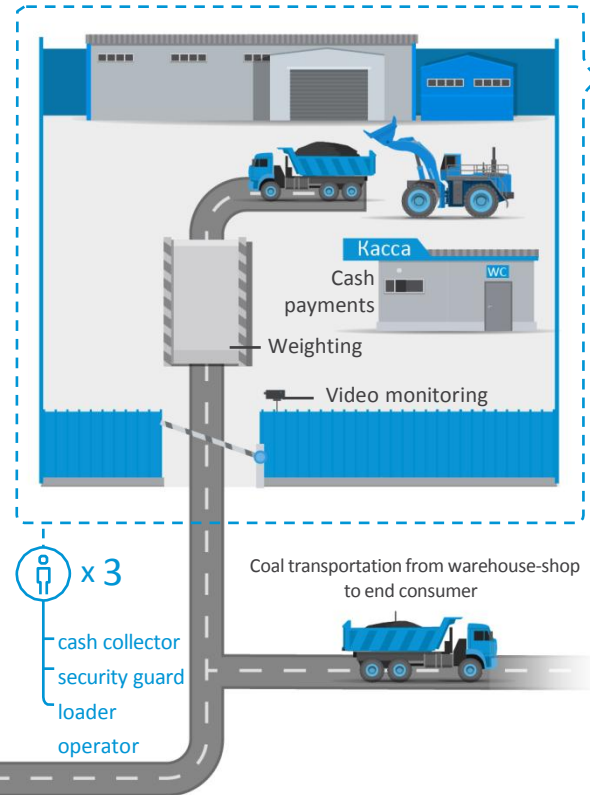 Касса
Cash
WC
payments
Weighting
Video monitoring
x 3
Coal transportation from warehouse-shop
to end consumer
cash collector
security guard
loader
operator